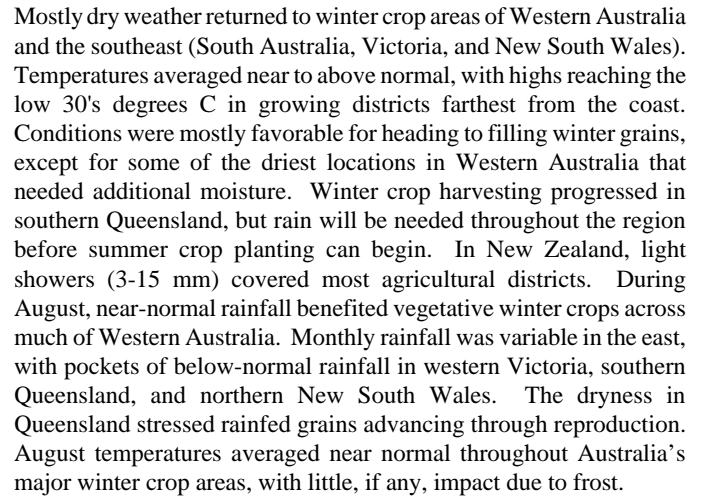 Mostly dry weather returned to winter crop areas of Western Australia
and the southeast (South Australia, Victoria, and New South Wales).
Temperatures averaged near to above normal, with highs reaching the
low 30's degrees C in growing districts farthest from the coast.
Conditions were mostly favorable for heading to filling winter grains,
except for some of the driest locations in Western Australia that
needed additional moisture.  Winter crop harvesting progressed in
southern Queensland, but rain will be needed throughout the region
before summer crop planting can begin.  In New Zealand, light
showers (3-15 mm) covered most agricultural districts.  During
August, near-normal rainfall benefited vegetative winter crops across
much of Western Australia.  Monthly rainfall was variable in the east,
with pockets of below-normal rainfall in western Victoria, southern
Queensland, and northern New South Wales.  The dryness in
Queensland stressed rainfed grains advancing through reproduction.
August temperatures averaged near normal throughout Australia’s
major winter crop areas, with little, if any, impact due to frost.